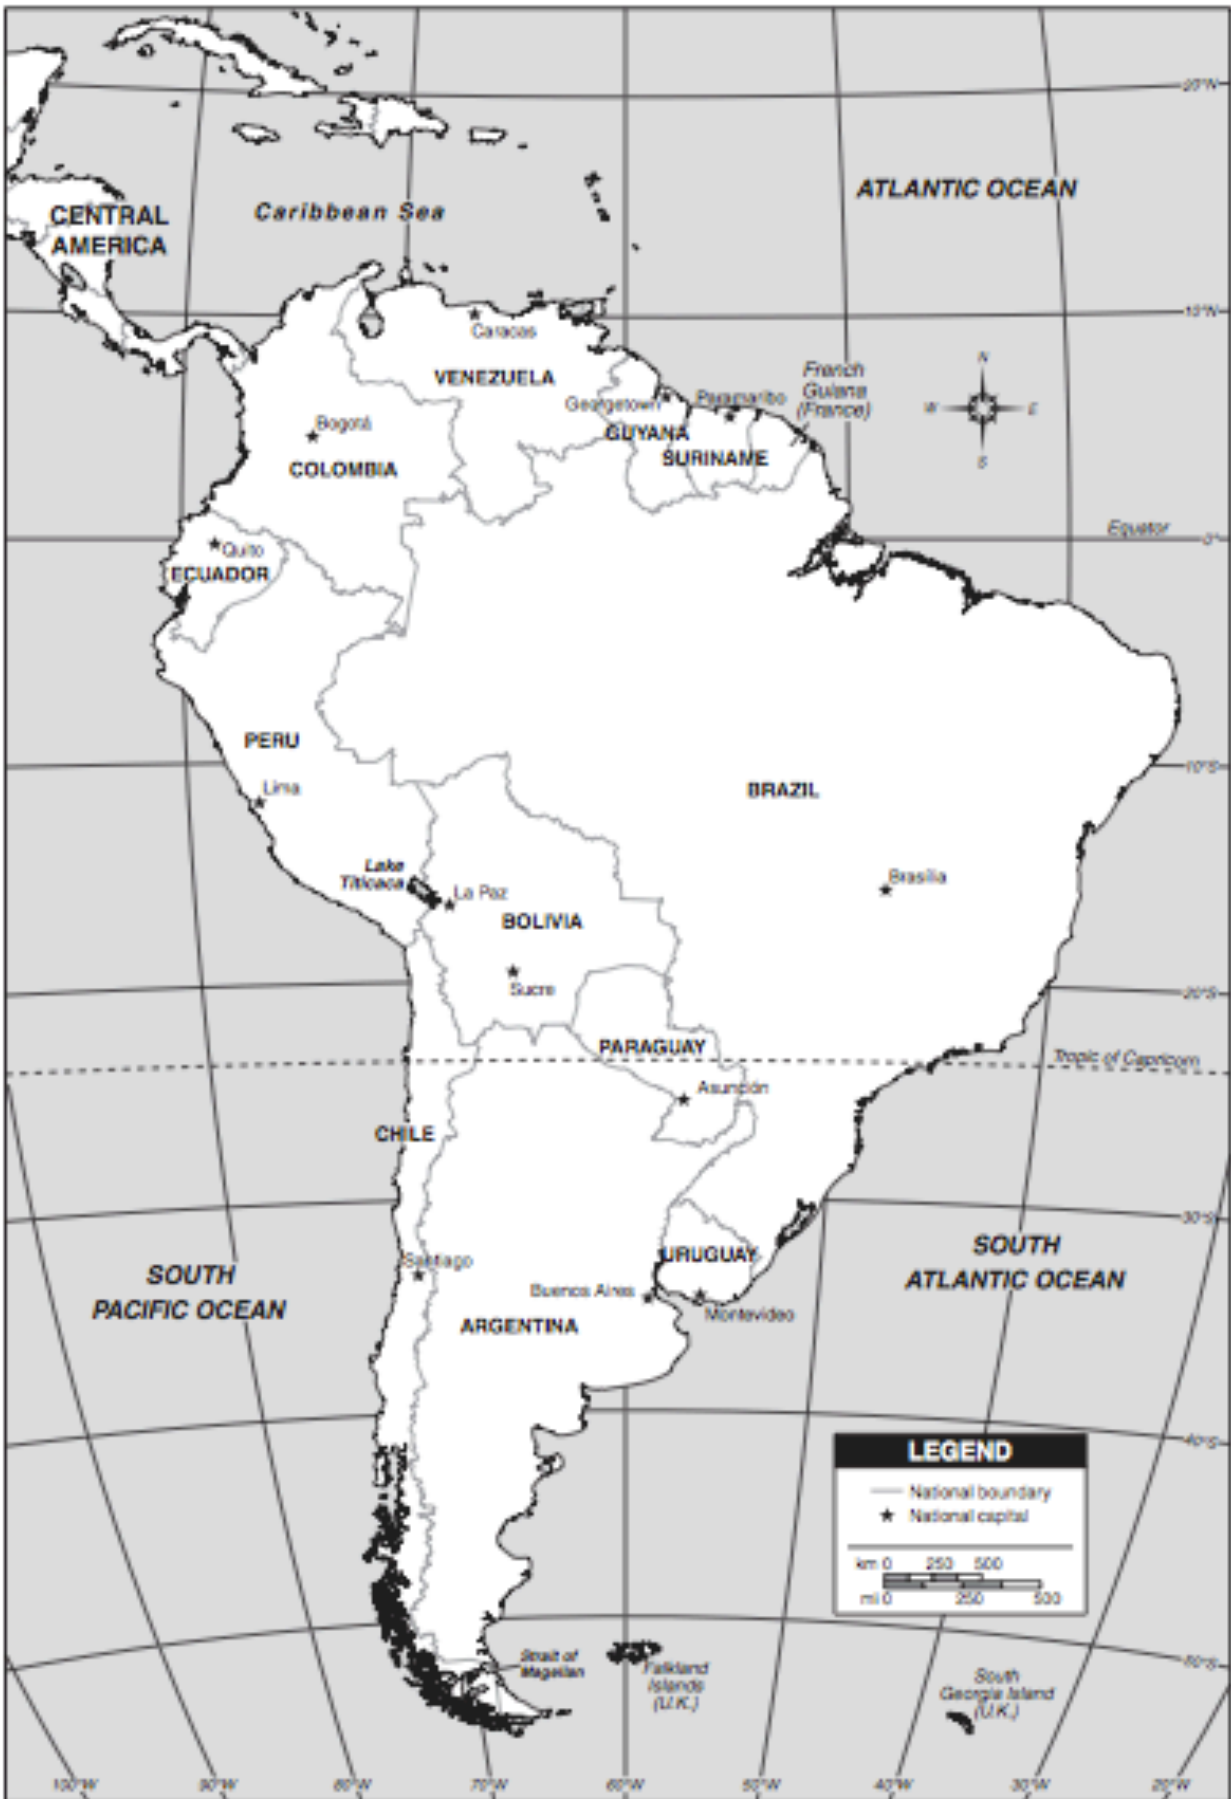 20°N
ATLANTIC OCEAN
Caribbean Sea
CENTRAL
AMERICA
10°N
Caracas
VENEZUELA
French
Guiana
(France)
Georgetown
Paramaribo
GUYANA
SURINAME
N
W
E
S
Bogotá
COLOMBIA
Equator
0°
Quito
ECUADOR
PERU
Lima
BRAZIL
10°S
Lake
Titicaca
La Paz
BOLIVIA
Sucre
Brasília
20°S
PARAGUAY
Tropic of Capricorn
Asunción
CHILE
30°S
SOUTH
PACIFIC OCEAN
Santiago
URUGUAY
SOUTH
ATLANTIC OCEAN
Buenos Aires
Montevideo
ARGENTINA
40°S
LEGEND
National boundary
National capital
km 0 250 500
mi 0 250 500
Strait of
Magellan
Falkland
Islands
(U.K.)
South
Georgia Island
(U.K.)
50°S
100°W
90°W
80°W
70°W
60°W
50°W
40°W
30°W
20°W